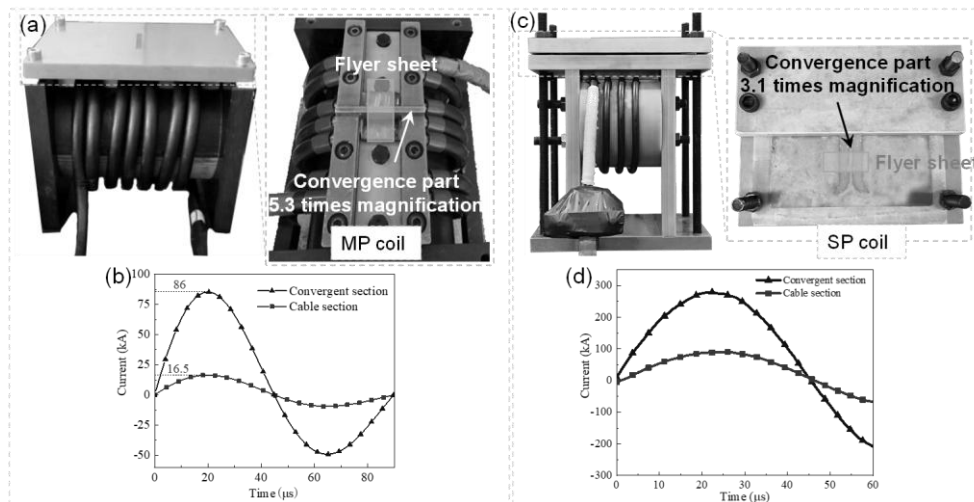 (a)
Flyer sheet
Convergence part
5.3 times magnification
MP coil
(b)
100
75
50
25
0
-25
-50
86
16.5
Convergent section
Cable section
Current (kA)
0 20 40 60 80
Time (μs)
(c)
Convergence part
3.1 times magnification
Flyer sheet
SP coil
(d)
300
200
100
0
-100
-200
-300
Convergent section
Cable section
Current (kA)
0 10 20 30 40 50 60
Time (μs)